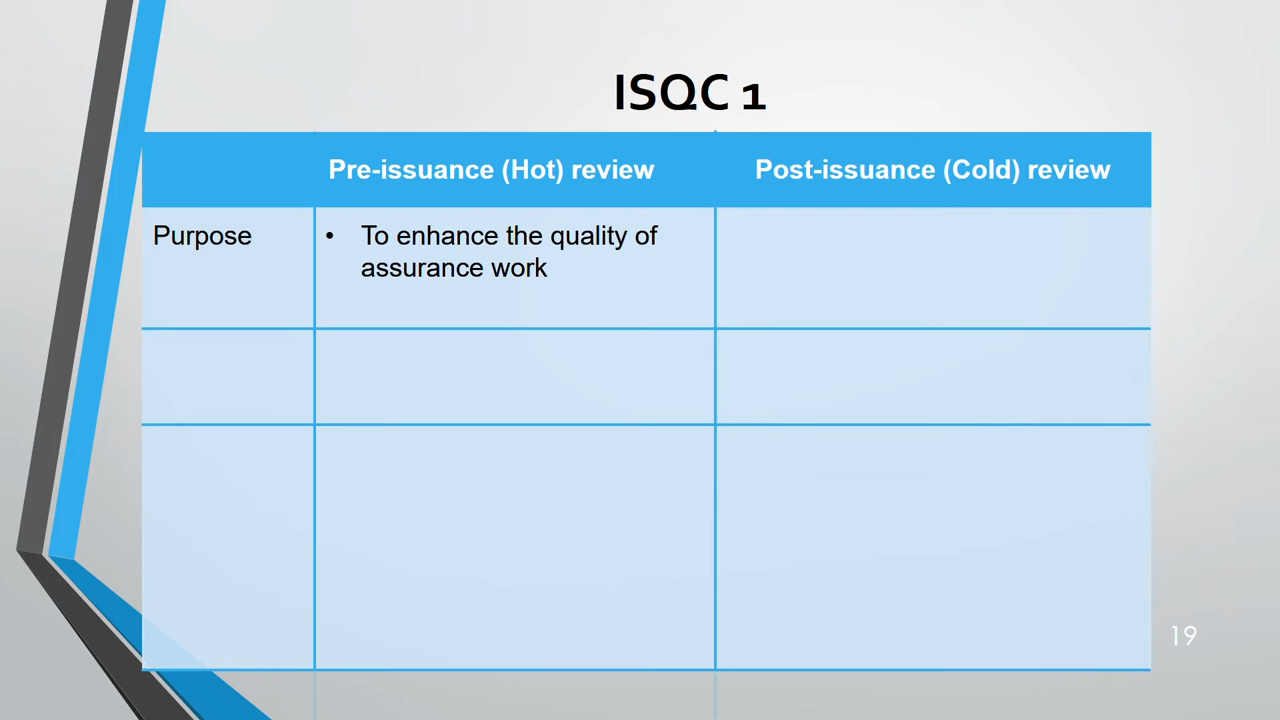 ISQC 1
Pre-issuance (Hot) review
Post-issuance (Cold) review
Purpose
• To enhance the quality of
assurance work
19